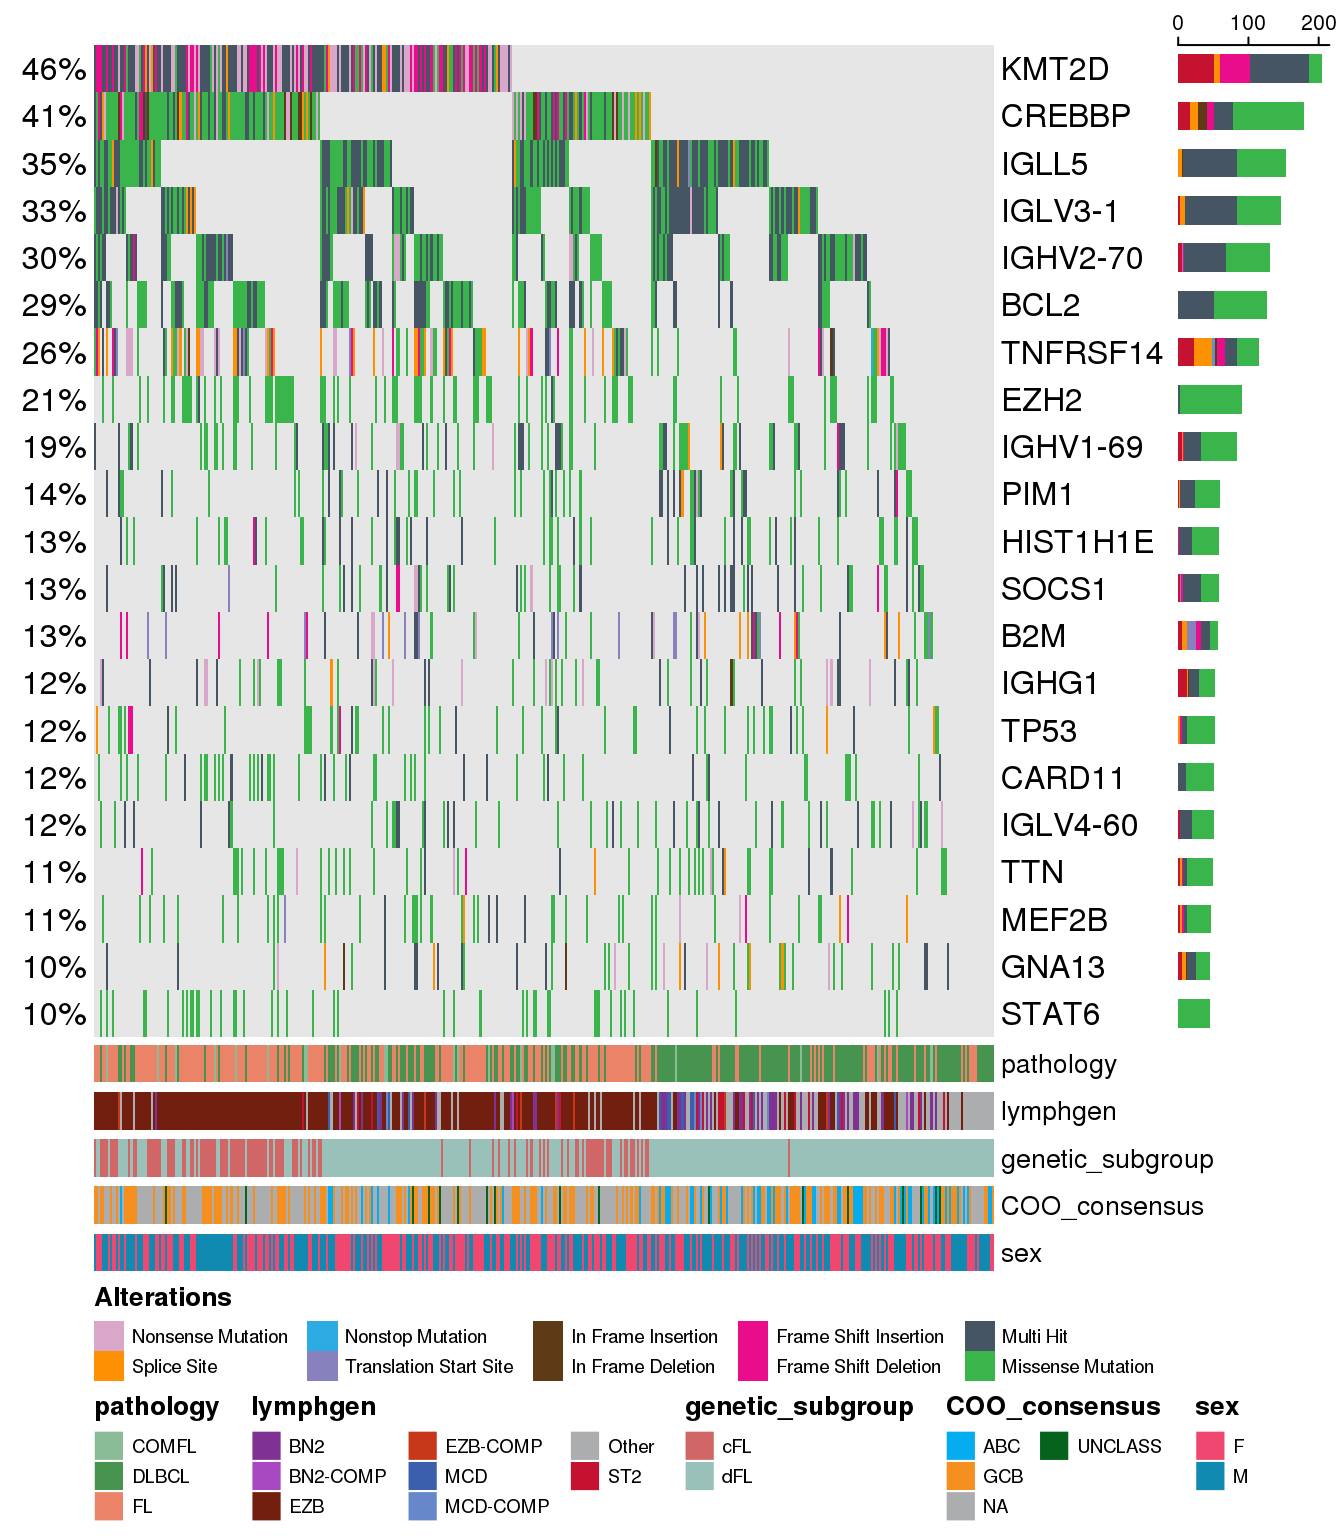 0 100 200
46% KMT2D
41% CREBBP
35% IGLL5
33% IGLV3-1
30% IGHV2-70
29% BCL2
26% TNFRSF14
21% EZH2
19% IGHV1-69
14% PIM1
13% HIST1H1E
13% SOCS1
13% B2M
12% IGHG1
12% TP53
12% CARD11
12% IGLV4-60
11% TTN
11% MEF2B
10% GNA13
10% STAT6
pathology
lymphgen
genetic_subgroup
COO_consensus
sex
Alterations
Nonsense Mutation Nonstop Mutation In Frame Insertion Frame Shift Insertion Multi Hit
Splice Site Translation Start Site In Frame Deletion Frame Shift Deletion Missense Mutation
pathology lymphgen genetic_subgroup COO_consensus sex
COMFL BN2 EZB-COMP Other cFL ABC UNCLASS F
DLBCL BN2-COMP MCD ST2 dFL GCB M
FL EZB MCD-COMP NA